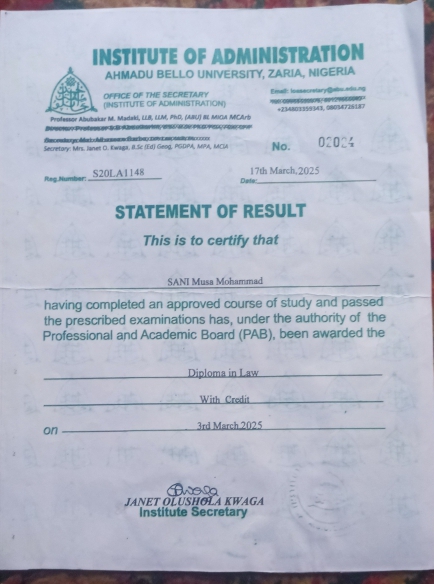 INSTITUTE OF ADMINISTRATION
AHMADU BELLO UNIVERSITY, ZARIA, NIGERIA
OFFICE OF THE SECRETARY
(INSTITUTE OF ADMINISTRATION)
Email: ioasecretary@abu.edu.ng
+2348033593 43, 08054726187
Professor Abubakar M. Madaki, LLB, LLM, PhD, (ABU) BL MIOA MCArb
Secretary: Mrs. Janet O. Kwaga, B.Sc (Ed) Geog, PGDPA, MPA, MCIA
No. 02024
Reg.Number: S20LA1148
Date: 17th March,2025
STATEMENT OF RESULT
This is to certify that
SANI Musa Mohammad
having completed an approved course of study and passed
the prescribed examinations has, under the authority of the
Professional and Academic Board (PAB), been awarded the
Diploma in Law
With Credit
on 3rd March,2025
JANET OLUSHOLA KWAGA
Institute Secretary